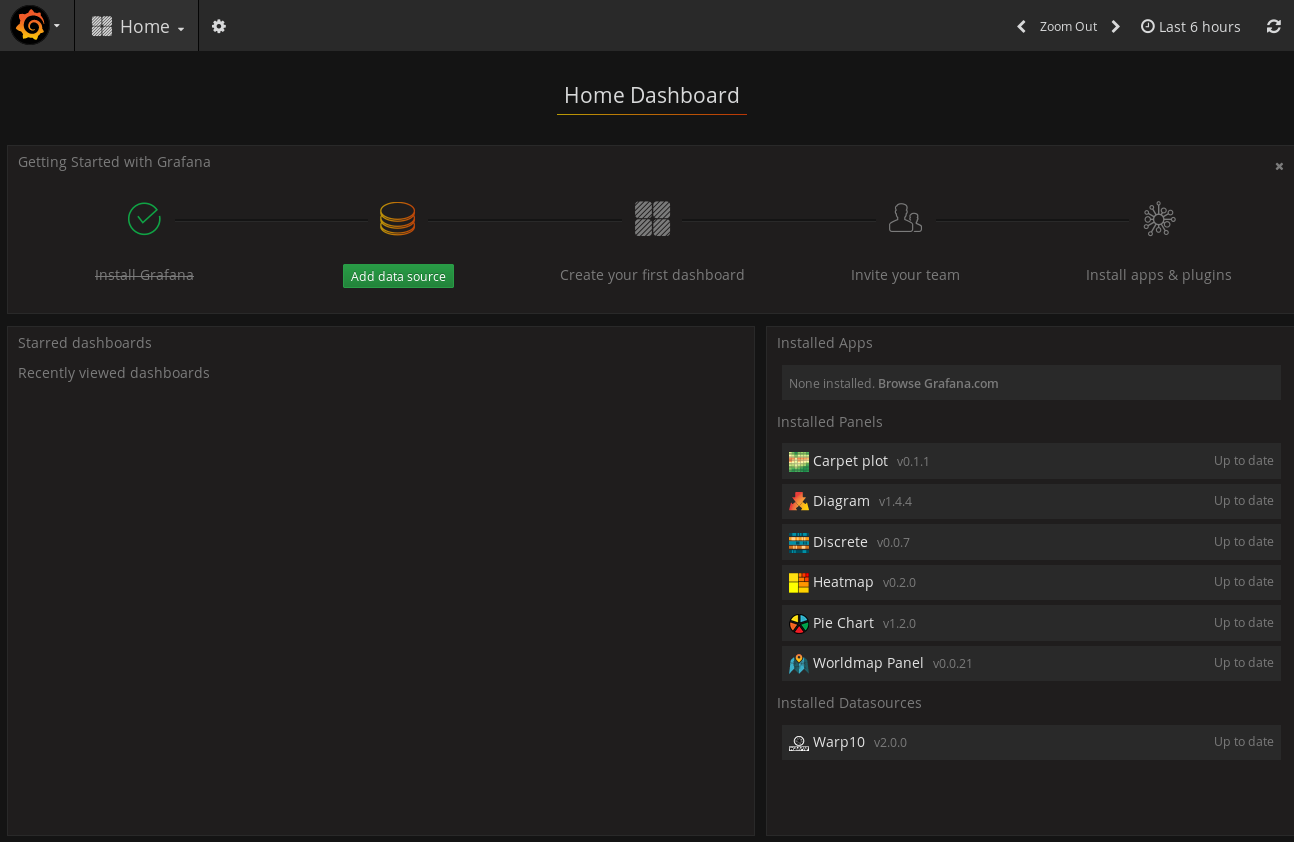 Home
Zoom Out
Last 6 hours
Home Dashboard
Getting Started with Grafana
Install Grafana
Add data source
Create your first dashboard
Invite your team
Install apps & plugins
Starred dashboards
Recently viewed dashboards
Installed Apps
None installed. Browse Grafana.com
Installed Panels
Carpet plot v0.1.1 Up to date
Diagram v1.4.4 Up to date
Discrete v0.0.7 Up to date
Heatmap v0.2.0 Up to date
Pie Chart v1.2.0 Up to date
Worldmap Panel v0.0.21 Up to date
Installed Datasources
Warp10 v2.0.0 Up to date